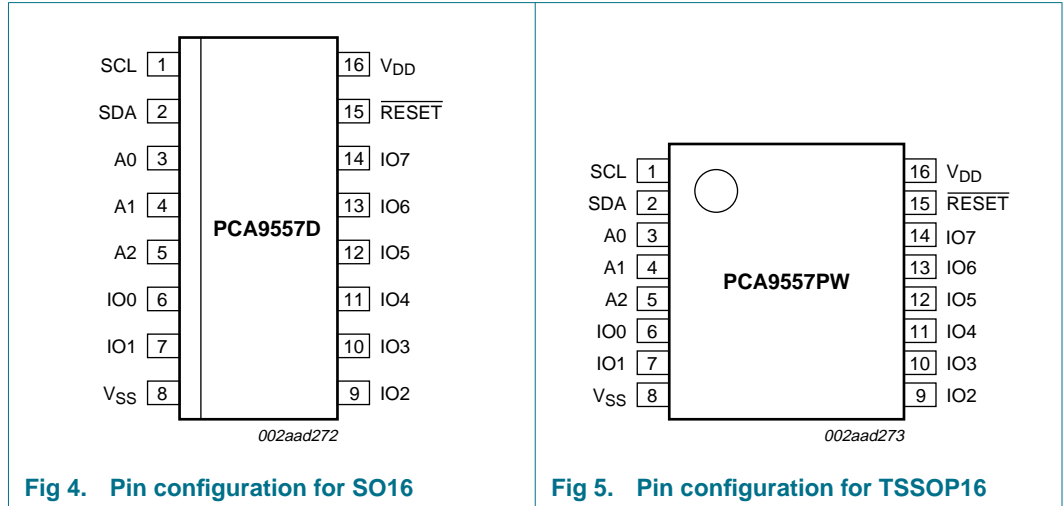 SCL 1 16 VDD
SDA 2 15 RESET
A0 3 14 IO7
A1 4 13 IO6
PCA9557D
A2 5 12 IO5
IO0 6 11 IO4
IO1 7 10 IO3
VSS 8 9 IO2
002aad272
Fig 4. Pin configuration for SO16
SCL 1 16 VDD
SDA 2 15 RESET
A0 3 14 IO7
A1 4 13 IO6
PCA9557PW
A2 5 12 IO5
IO0 6 11 IO4
IO1 7 10 IO3
VSS 8 9 IO2
002aad273
Fig 5. Pin configuration for TSSOP16